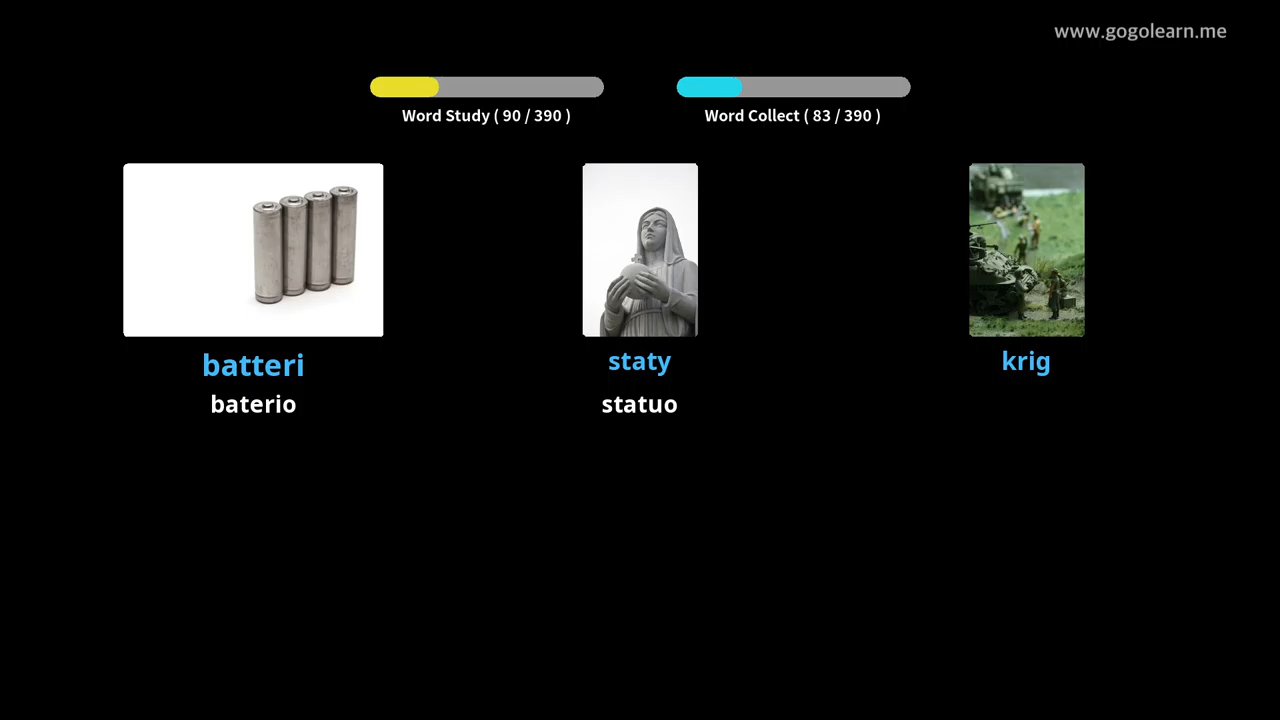 www.gogolearn.me
Word Study ( 90 / 390 )
Word Collect ( 83 / 390 )
batteri
staty
krig
baterio
statuo